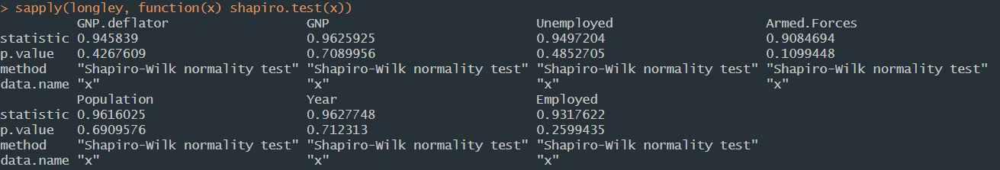 > sapply(longley, function(x) shapiro.test(x))
GNP.deflator GNP Unemployed Armed.Forces
statistic 0.945839 0.9625925 0.9497204 0.9084694
p.value 0.4267609 0.7089956 0.4852705 0.1099448
method "Shapiro-Wilk normality test" "Shapiro-Wilk normality test" "Shapiro-Wilk normality test" "Shapiro-Wilk normality test"
data.name "x" "x" "x" "x"
Population Year Employed
statistic 0.9616025 0.9627748 0.9317622
p.value 0.6909576 0.712313 0.2599435
method "Shapiro-Wilk normality test" "Shapiro-Wilk normality test" "Shapiro-Wilk normality test"
data.name "x" "x" "x"